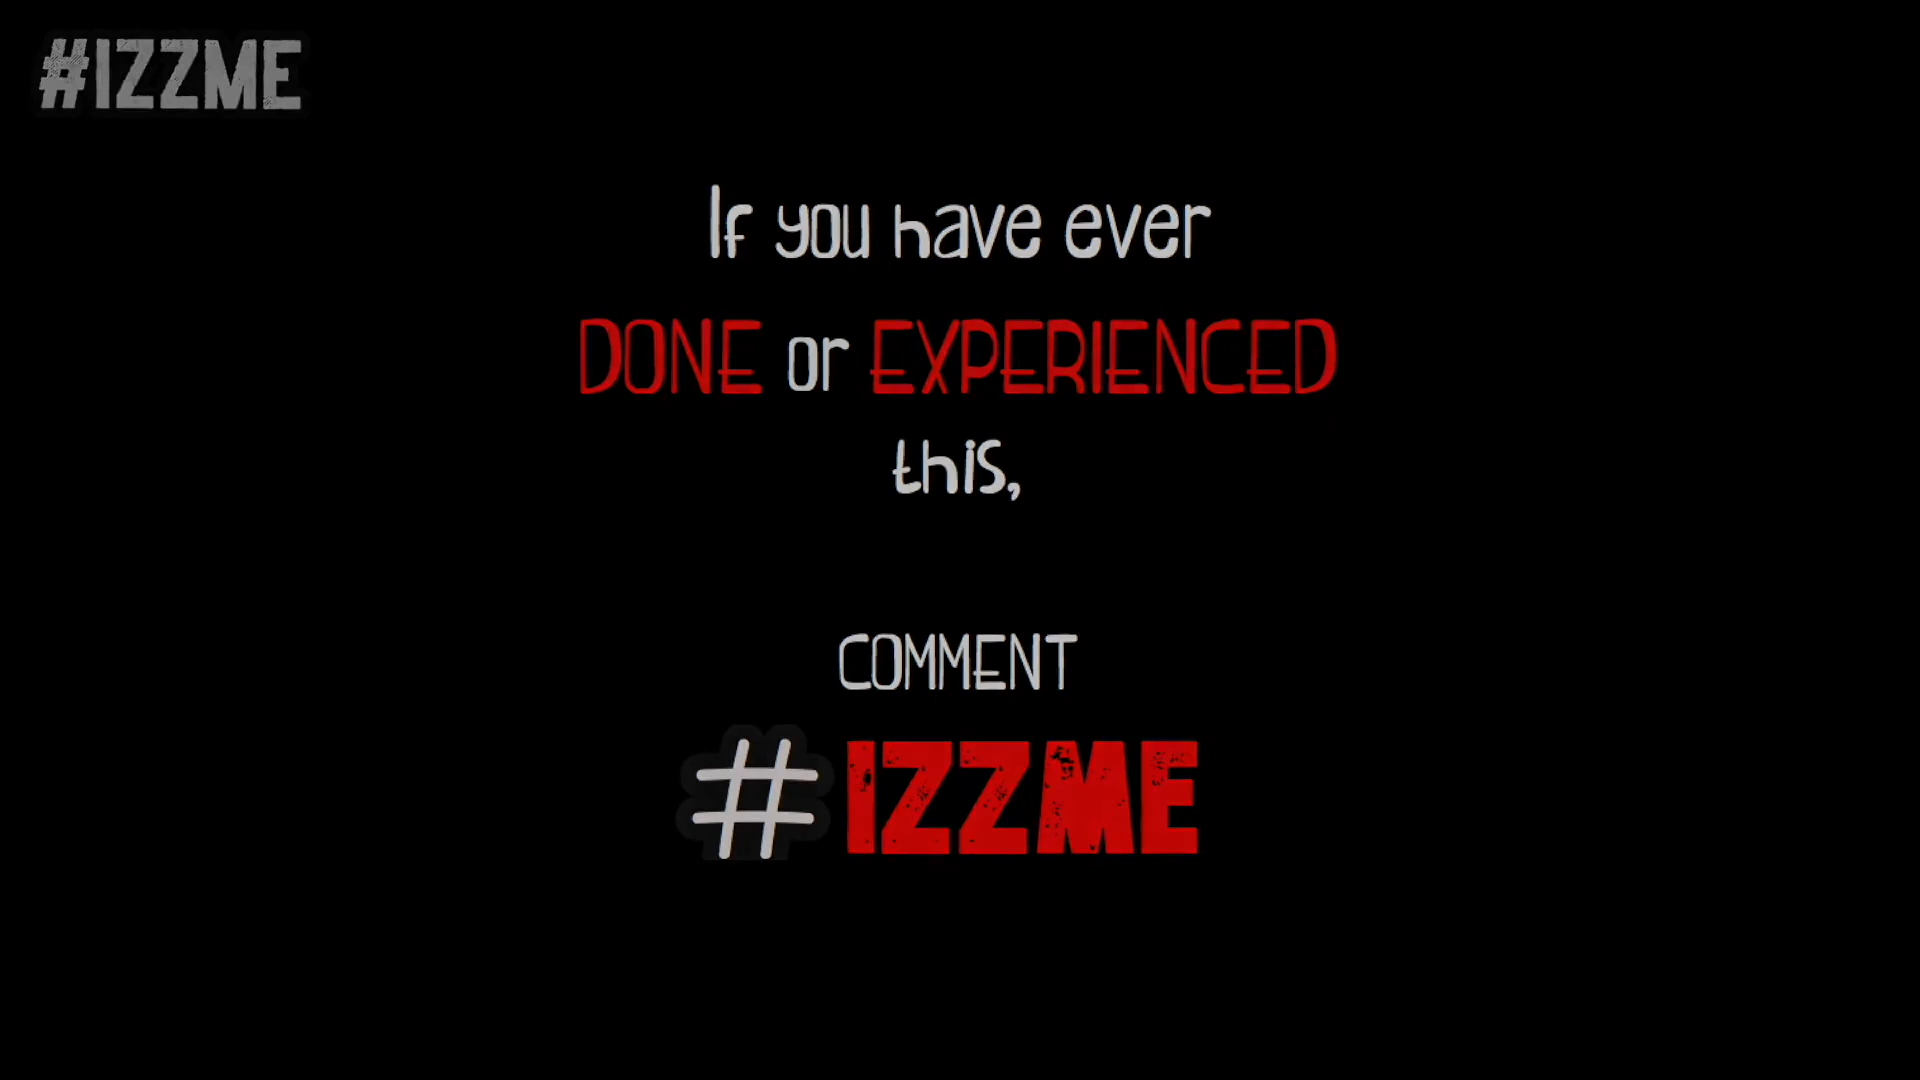 #IZZME
If you have ever
DONE or EXPERIENCED
this,
COMMENT
#IZZME